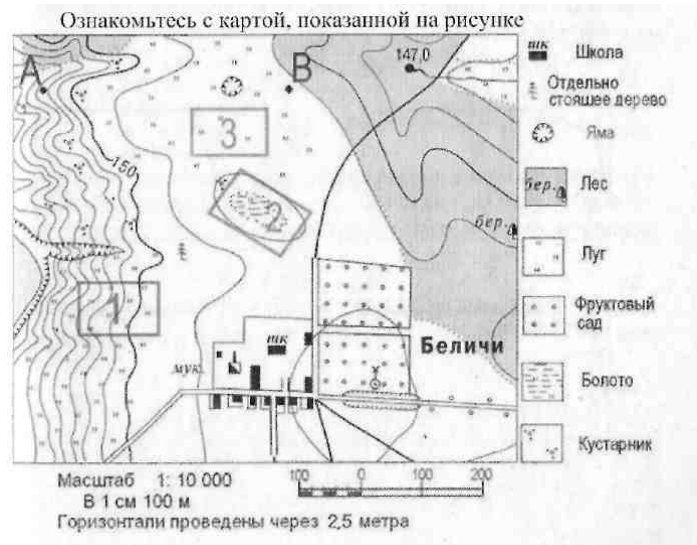 Ознакомьтесь с картой, показанной на рисунке
А
В
147,0
150
3
2
1
бер.
шк
мук.
Беличи
шк Школа
Отдельно
стоящее дерево
Яма
бер. Лес
Луг
Фруктовый
сад
Болото
Кустарник
Масштаб 1: 10 000
В 1 см 100 м
Горизонтали проведены через 2,5 метра
100 0 100 200